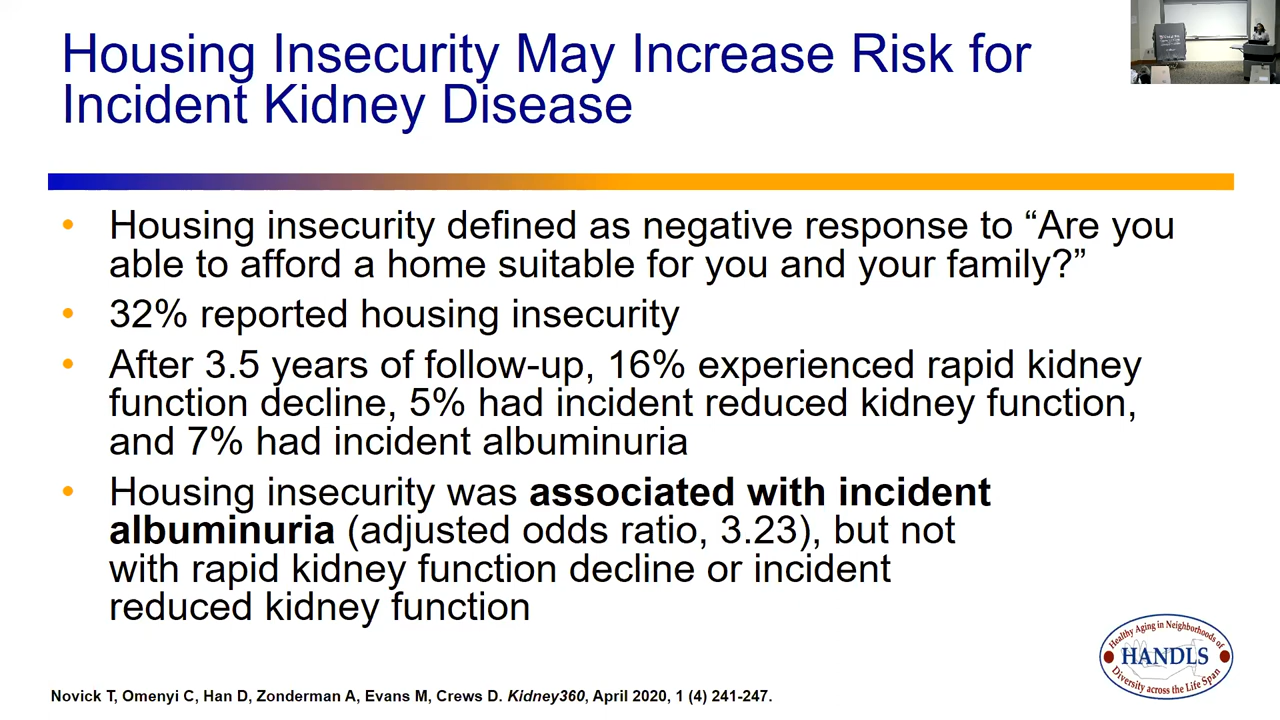 Housing Insecurity May Increase Risk for
Incident Kidney Disease
• Housing insecurity defined as negative response to “Are you
able to afford a home suitable for you and your family?”
• 32% reported housing insecurity
• After 3.5 years of follow-up, 16% experienced rapid kidney
function decline, 5% had incident reduced kidney function,
and 7% had incident albuminuria
• Housing insecurity was associated with incident
albuminuria (adjusted odds ratio, 3.23), but not
with rapid kidney function decline or incident
reduced kidney function
Healthy Aging in Neighborhoods of
HANDLS
Diversity across the Life Span
Novick T, Omenyi C, Han D, Zonderman A, Evans M, Crews D. Kidney360, April 2020, 1 (4) 241-247.